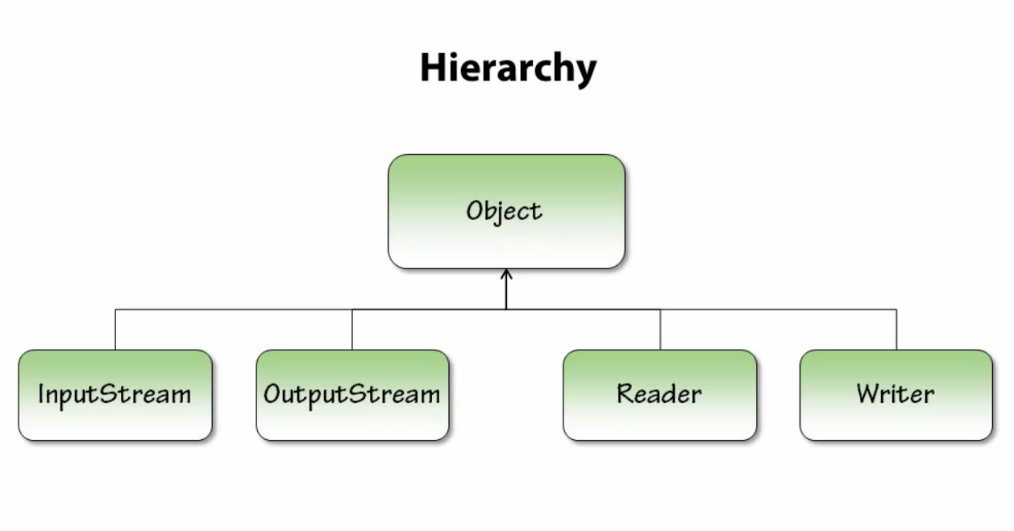 Hierarchy
Object
InputStream
OutputStream
Reader
Writer